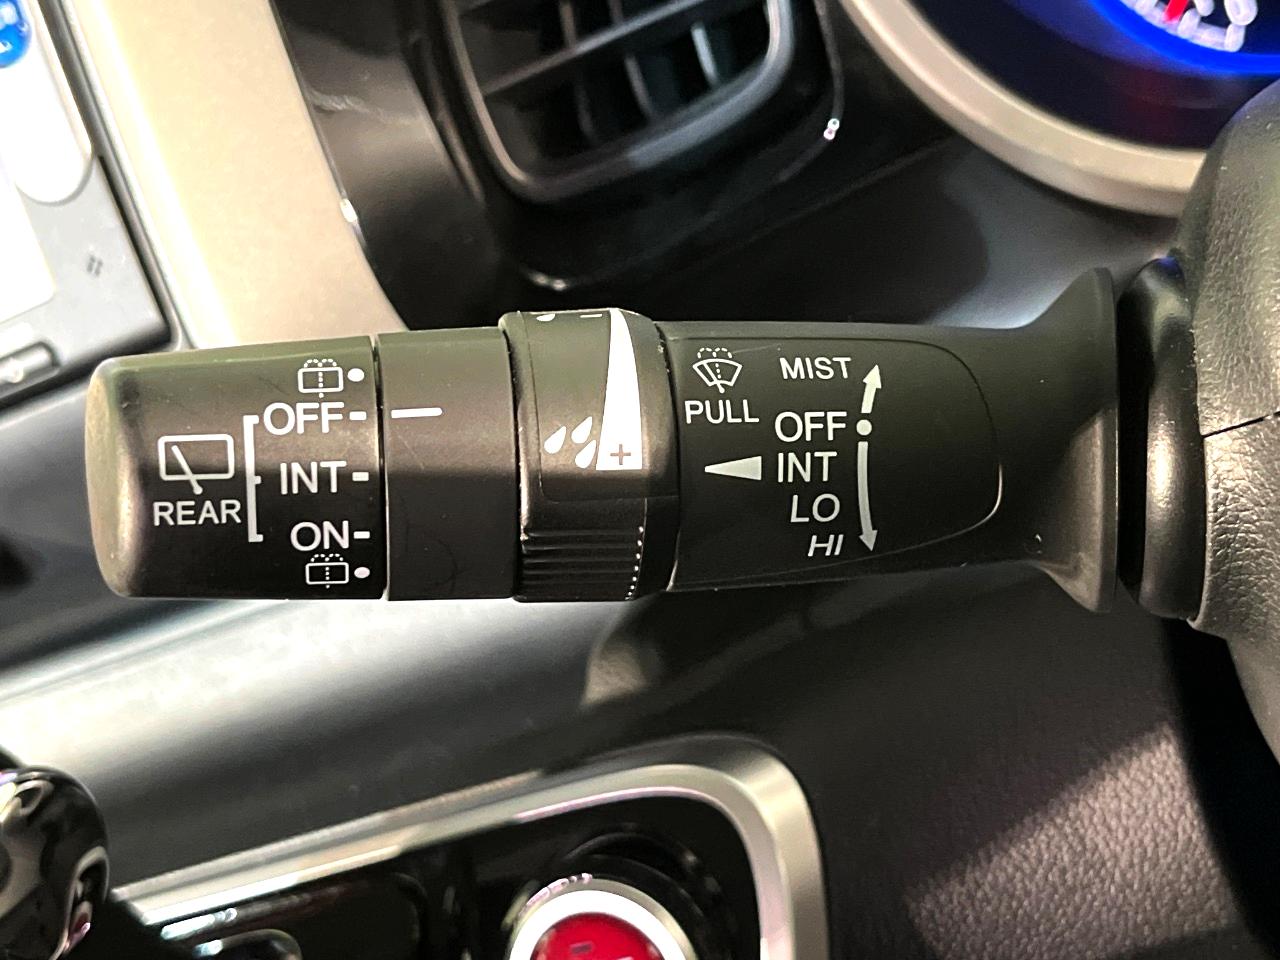 OFF
INT
REAR
ON
+
PULL
MIST
OFF
INT
LO
HI